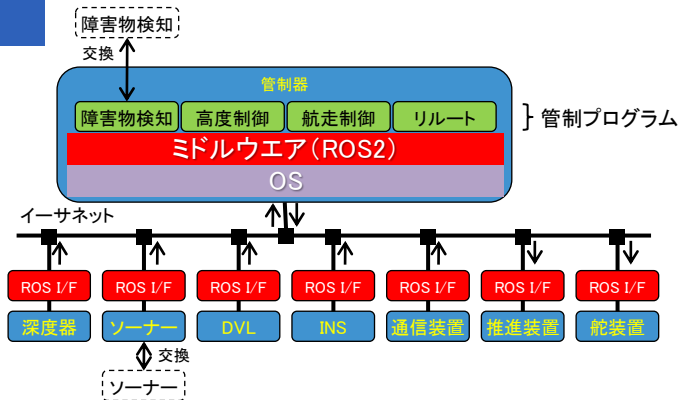 障害物検知
交換
管制器
障害物検知 高度制御 航走制御 リルート
管制プログラム
ミドルウエア(ROS2)
OS
イーサネット
ROS I/F ROS I/F ROS I/F ROS I/F ROS I/F ROS I/F ROS I/F
深度器 ソーナー DVL INS 通信装置 推進装置 舵装置
交換
ソーナー